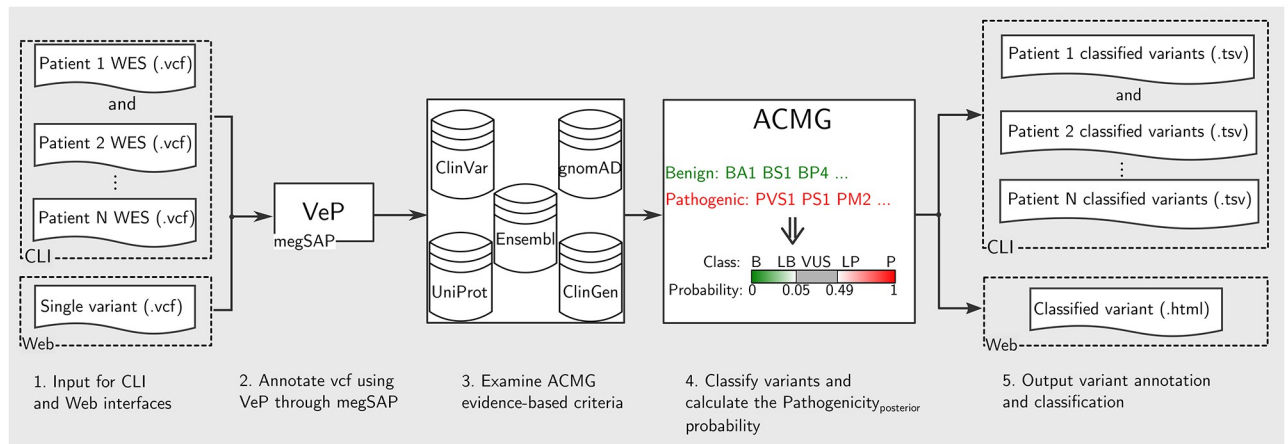 Patient 1 WES (.vcf)
and
Patient 2 WES (.vcf)
⋮
Patient N WES (.vcf)
CLI
Single variant (.vcf)
Web
VeP
megSAP
ClinVar
gnomAD
Ensembl
UniProt
ClinGen
ACMG
Benign: BA1 BS1 BP4 ...
Pathogenic: PVS1 PS1 PM2 ...
Class: B LB VUS LP P
Probability: 0 0.05 0.49 1
Patient 1 classified variants (.tsv)
and
Patient 2 classified variants (.tsv)
⋮
Patient N classified variants (.tsv)
CLI
Classified variant (.html)
Web
1. Input for CLI
and Web interfaces
2. Annotate vcf using
VeP through megSAP
3. Examine ACMG
evidence-based criteria
4. Classify variants and
calculate the Pathogenicity posterior
probability
5. Output variant annotation
and classification